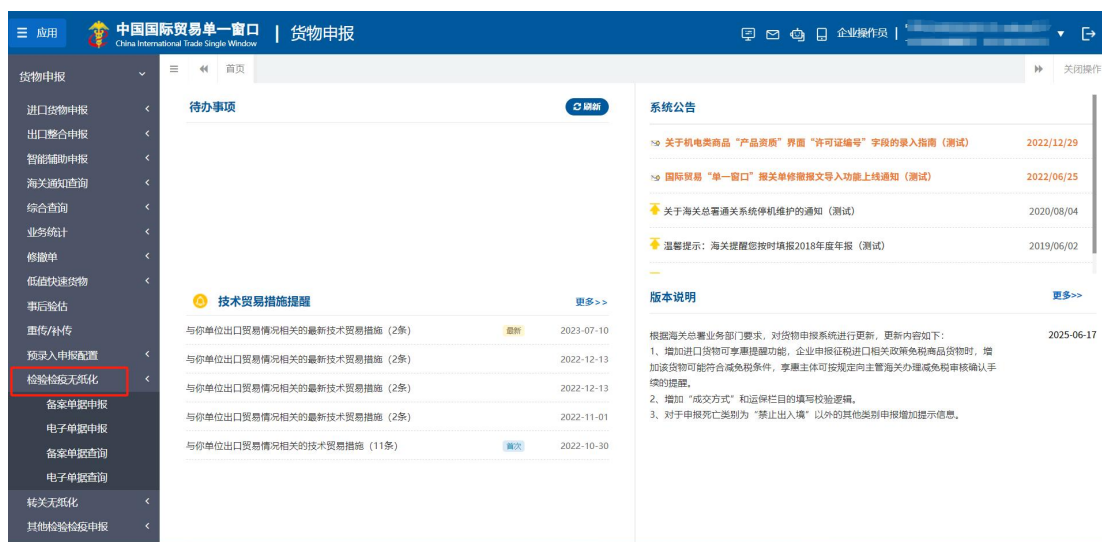 应用
中国国际贸易单一窗口
China International Trade Single Window
货物申报
企业操作员
货物申报
首页
关闭操作
进口货物申报
出口整合申报
智能辅助申报
海关通知查询
综合查询
业务统计
修撤单
低值快速货物
事后验估
重传/补传
预录入申报配置
检验检疫无纸化
备案单据申报
电子单据申报
备案单据查询
电子单据查询
转关无纸化
其他检验检疫申报
待办事项
刷新
技术贸易措施提醒
更多>>
与你单位出口贸易情况相关的最新技术贸易措施（2条） 最新 2023-07-10
与你单位出口贸易情况相关的最新技术贸易措施（2条） 2022-12-13
与你单位出口贸易情况相关的最新技术贸易措施（2条） 2022-12-13
与你单位出口贸易情况相关的最新技术贸易措施（2条） 2022-11-01
与你单位出口贸易情况相关的技术贸易措施（11条） 首次 2022-10-30
系统公告
关于机电类商品“产品资质”界面“许可证编号”字段的录入指南（测试） 2022/12/29
国际贸易“单一窗口”报关单修撤报文导入功能上线通知（测试） 2022/06/25
关于海关总署通关系统停机维护的通知（测试） 2020/08/04
温馨提示：海关提醒您按时填报2018年度年报（测试） 2019/06/02
版本说明
更多>>
根据海关总署业务部门要求，对货物申报系统进行更新，更新内容如下： 2025-06-17
1、增加进口货物可享惠提醒功能，企业申报征税进口相关政策免税商品货物时，增
加该货物可能符合减免税条件，享惠主体可按规定向主管海关办理减免税审核确认手
续的提醒。
2、增加“成交方式”和运保栏目的填写校验逻辑。
3、对于申报死亡类别为“禁止出入境”以外的其他类别申报增加提示信息。